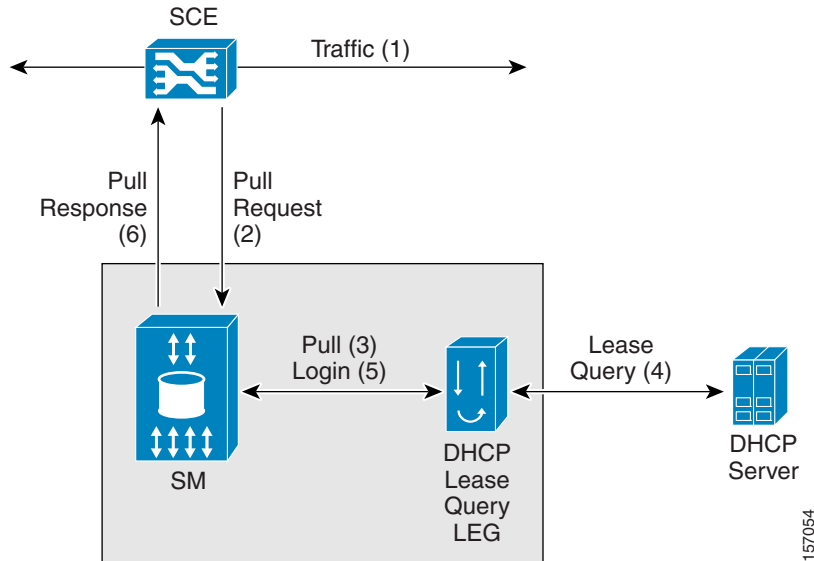 SCE
Traffic (1)
Pull
Response
(6)
Pull
Request
(2)
Pull (3)
Login (5)
Lease
Query (4)
SM
DHCP
Lease
Query
LEG
DHCP
Server
157054